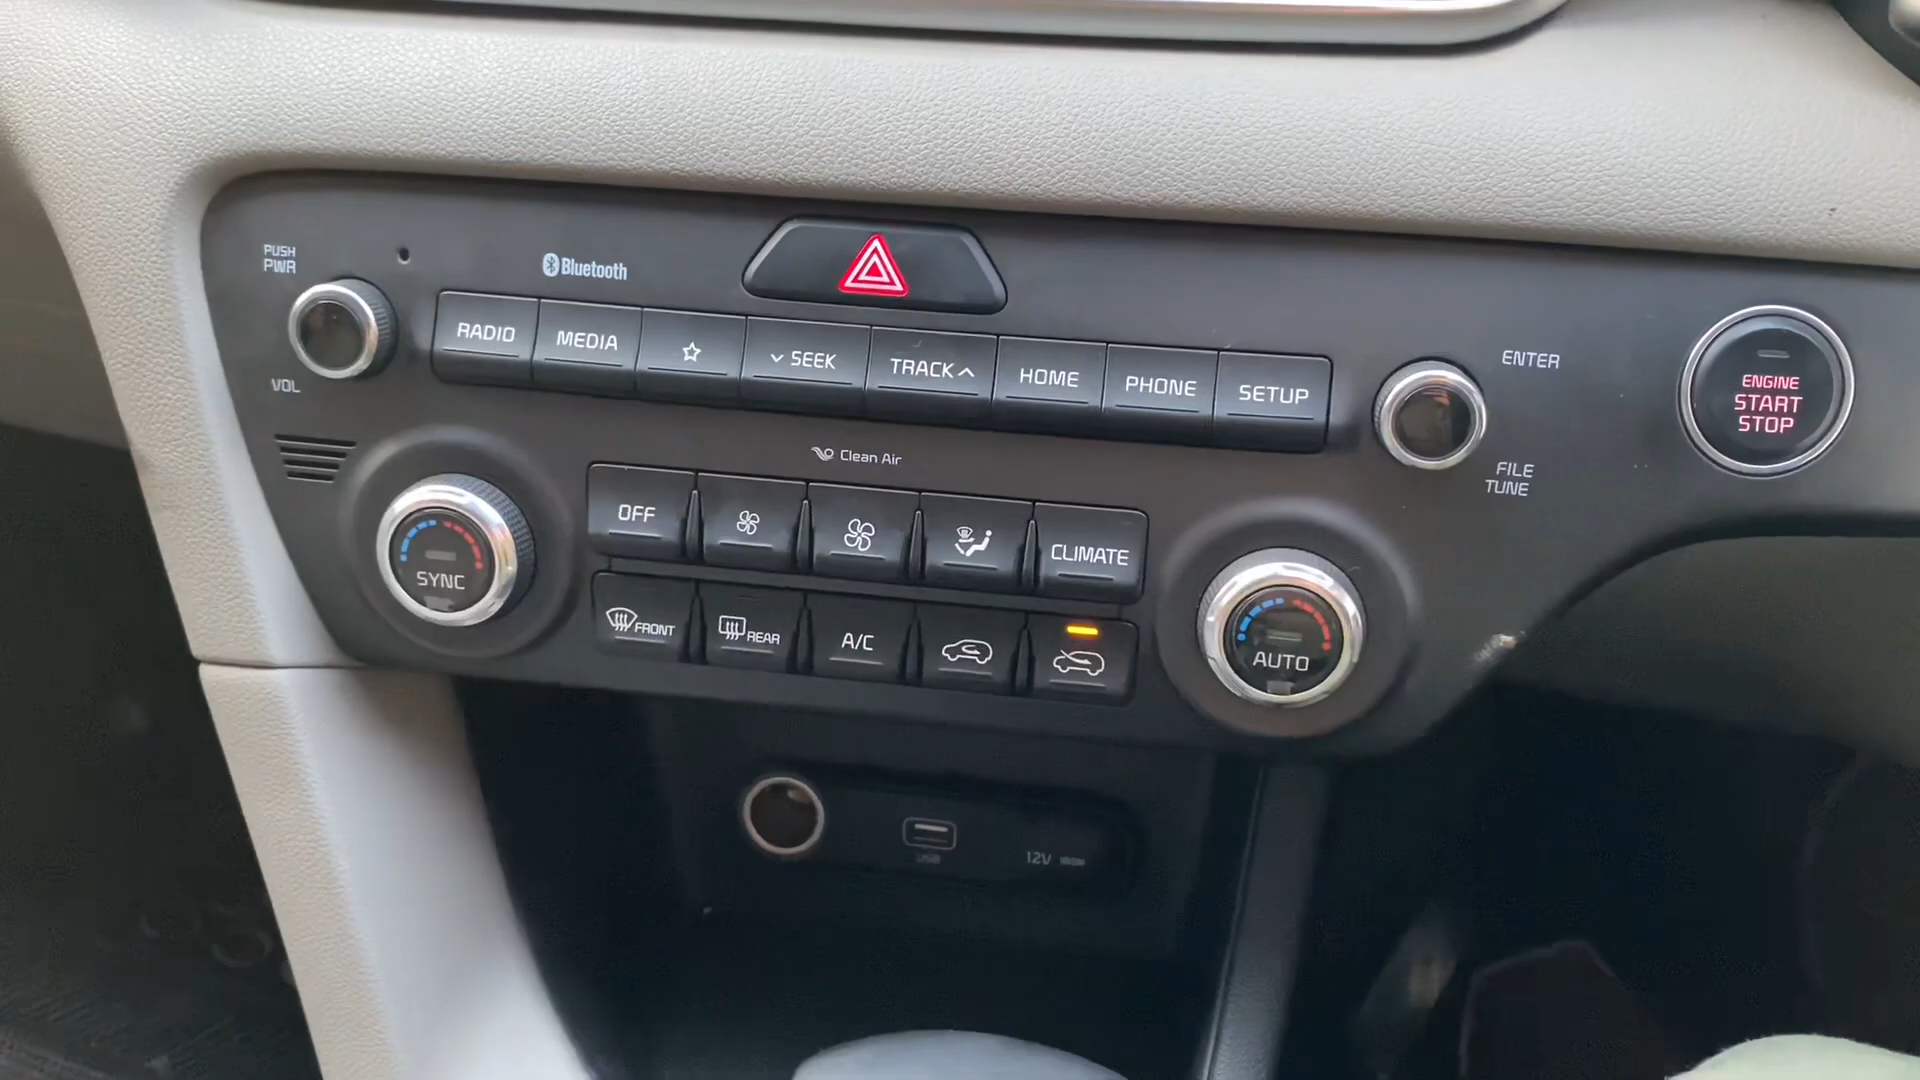 PUSH
PWR
Bluetooth
VOL
RADIO
MEDIA
SEEK
TRACK
HOME
PHONE
SETUP
ENTER
FILE
TUNE
ENGINE
START
STOP
Clean Air
SYNC
OFF
CLIMATE
FRONT
REAR
A/C
AUTO
USB
12V